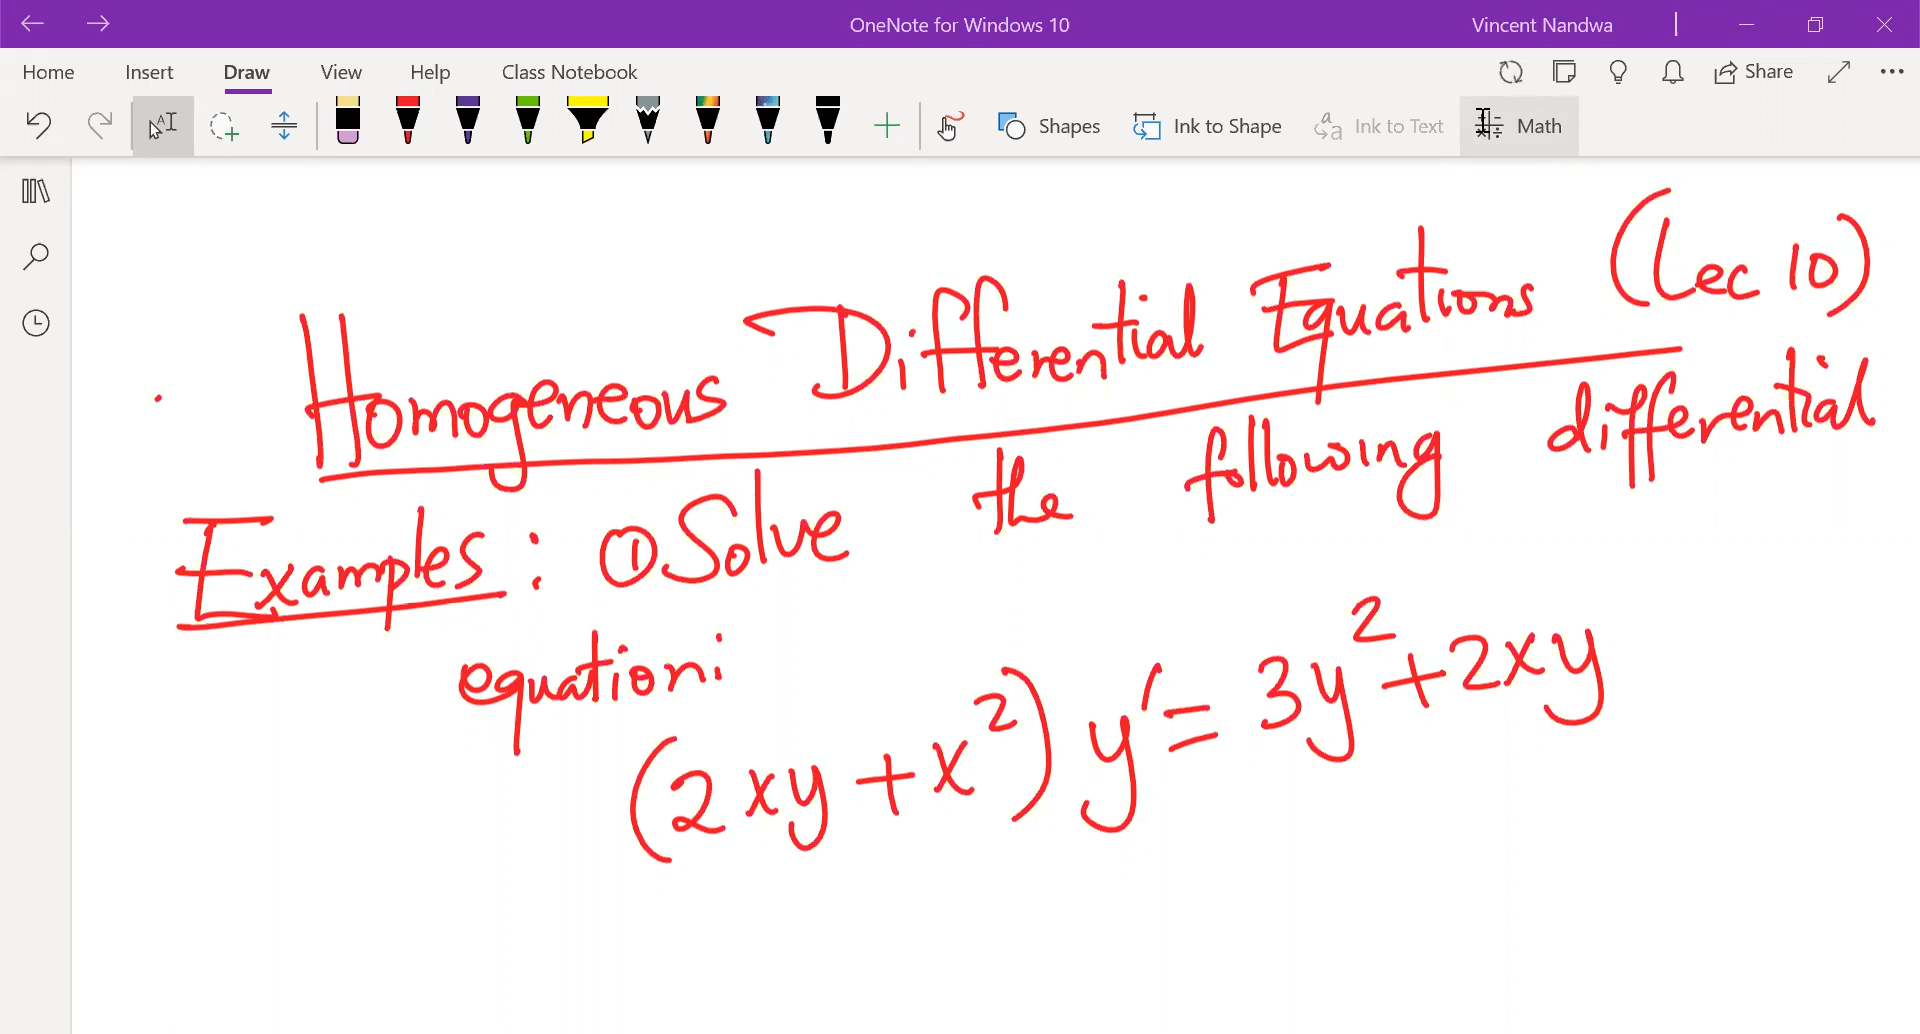 OneNote for Windows 10
Vincent Nandwa
Home Insert Draw View Help Class Notebook Share
Shapes Ink to Shape Ink to Text Math
Homogeneous Differential Equations (Lec 10)
Examples: ① Solve the following differential
equation:
(2xy + x²) y' = 3y² + 2xy